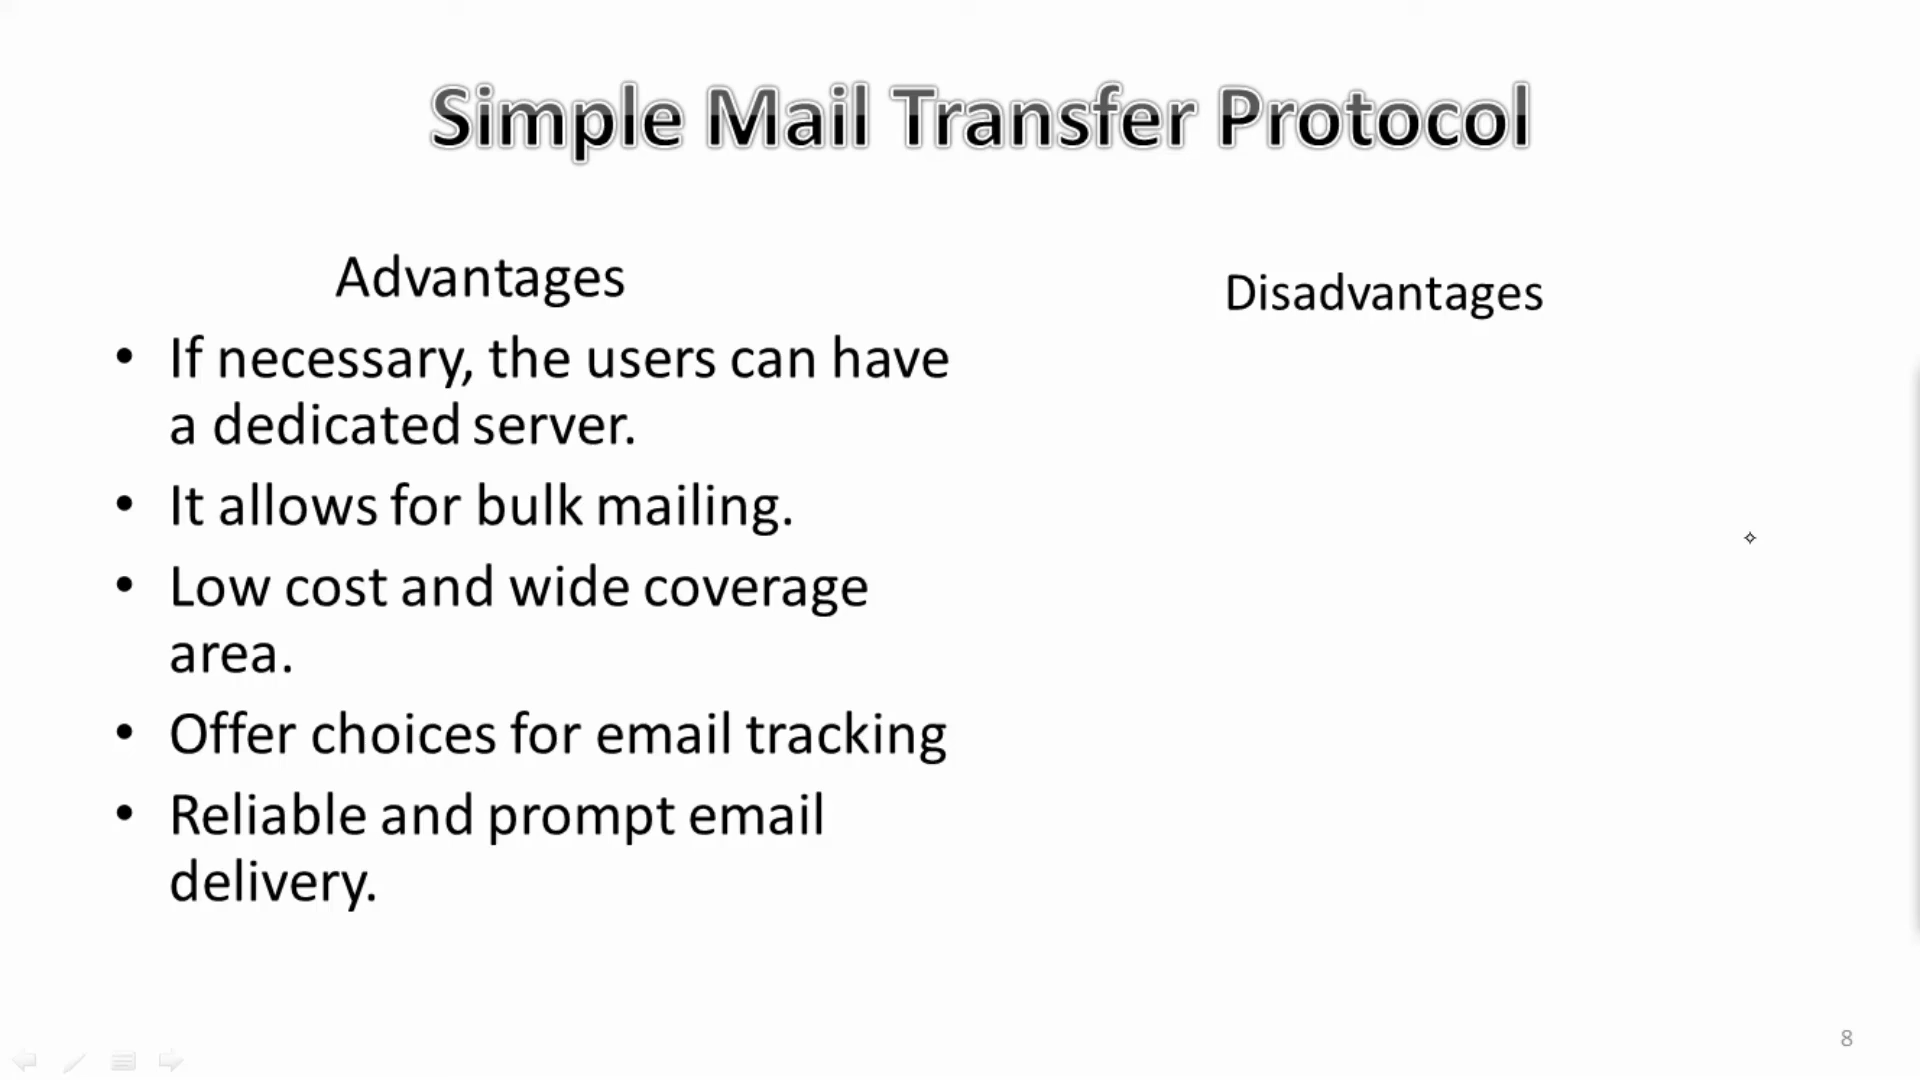 Simple Mail Transfer Protocol
Advantages
• If necessary, the users can have
a dedicated server.
• It allows for bulk mailing.
• Low cost and wide coverage
area.
• Offer choices for email tracking
• Reliable and prompt email
delivery.
Disadvantages
8